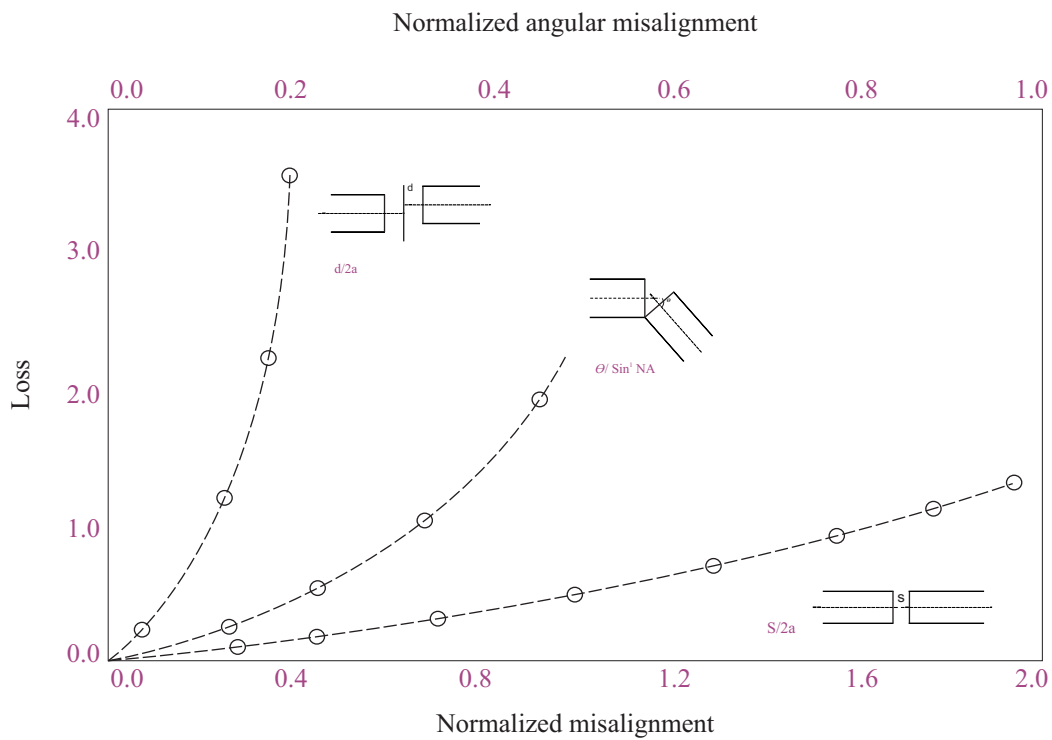 Normalized angular misalignment
0.0 0.2 0.4 0.6 0.8 1.0
4.0
d
3.0
d/2a
θ
Loss
Ɵ/ Sin¹ NA
2.0
1.0
S
S/2a
0.0
0.0 0.4 0.8 1.2 1.6 2.0
Normalized misalignment